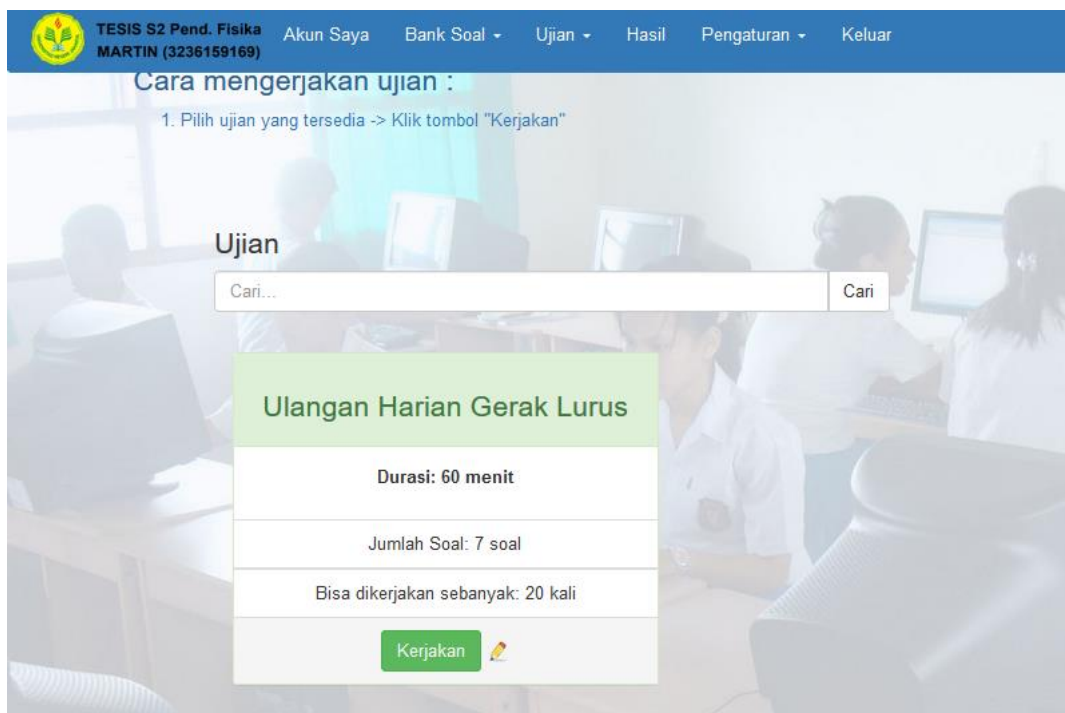 TESIS S2 Pend. Fisika
MARTIN (3236159169)
Akun Saya Bank Soal Ujian Hasil Pengaturan Keluar
Cara mengerjakan ujian :
1. Pilih ujian yang tersedia -> Klik tombol "Kerjakan"
Ujian
Cari... Cari
Ulangan Harian Gerak Lurus
Durasi: 60 menit
Jumlah Soal: 7 soal
Bisa dikerjakan sebanyak: 20 kali
Kerjakan